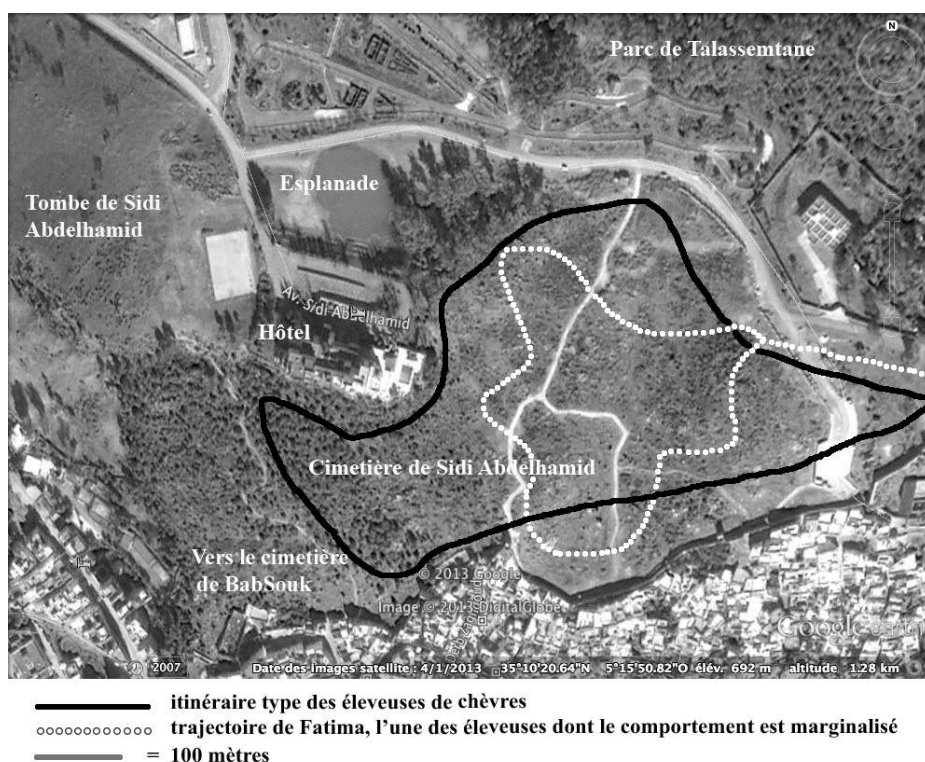 N
Parc de Talassemtane
Esplanade
Tombe de Sidi
Abdelhamid
Av. Sidi Abdelhamid
Hôtel
Cimetière de Sidi Abdelhamid
Vers le cimetière
de BabSouk
© 2013 Google
Image © 2013 DigitalGlobe
Google earth
2007
Date des images satellite : 4/1/2013 35°10'20.64"N 5°15'50.82"O élév. 692 m altitude 1.28 km
itinéraire type des éleveuses de chèvres
trajectoire de Fatima, l'une des éleveuses dont le comportement est marginalisé
= 100 mètres